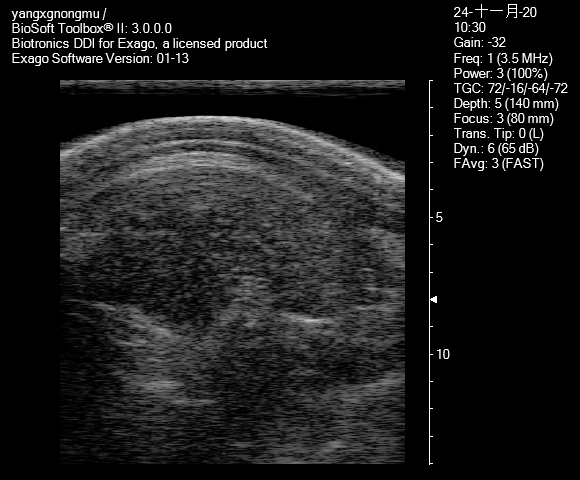 yangxgnongmu /
BioSoft Toolbox® II: 3.0.0.0
Biotronics DDI for Exago, a licensed product
Exago Software Version: 01-13
24-十一月-20
10:30
Gain: -32
Freq: 1 (3.5 MHz)
Power: 3 (100%)
TGC: 72/-16/-64/-72
Depth: 5 (140 mm)
Focus: 3 (80 mm)
Trans. Tip: 0 (L)
Dyn.: 6 (65 dB)
FAvg: 3 (FAST)
5
10